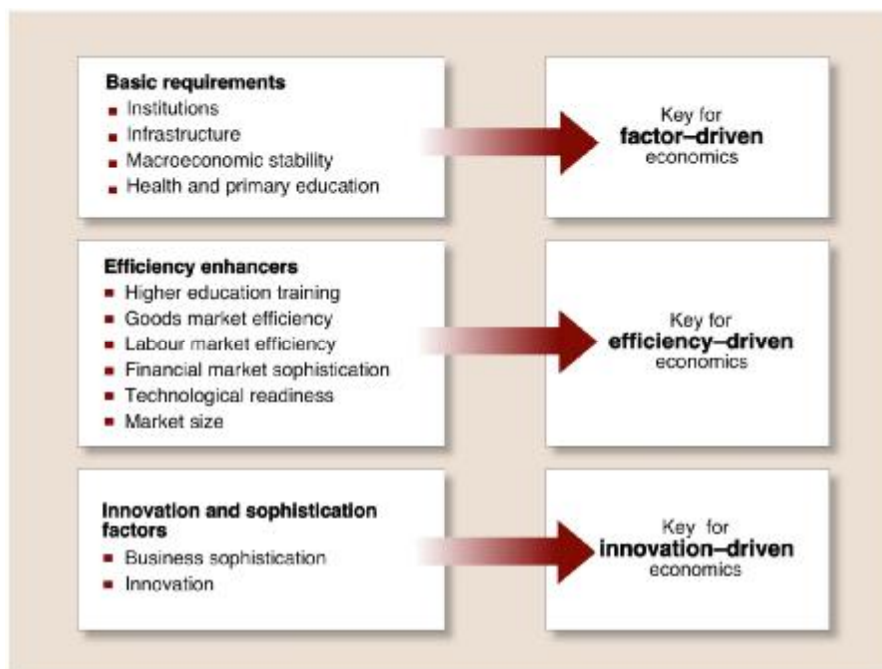 Basic requirements
Institutions
Infrastructure
Macroeconomic stability
Health and primary education
Key for
factor–driven
economics
Efficiency enhancers
Higher education training
Goods market efficiency
Labour market efficiency
Financial market sophistication
Technological readiness
Market size
Key for
efficiency–driven
economics
Innovation and sophistication
factors
Business sophistication
Innovation
Key for
innovation–driven
economics